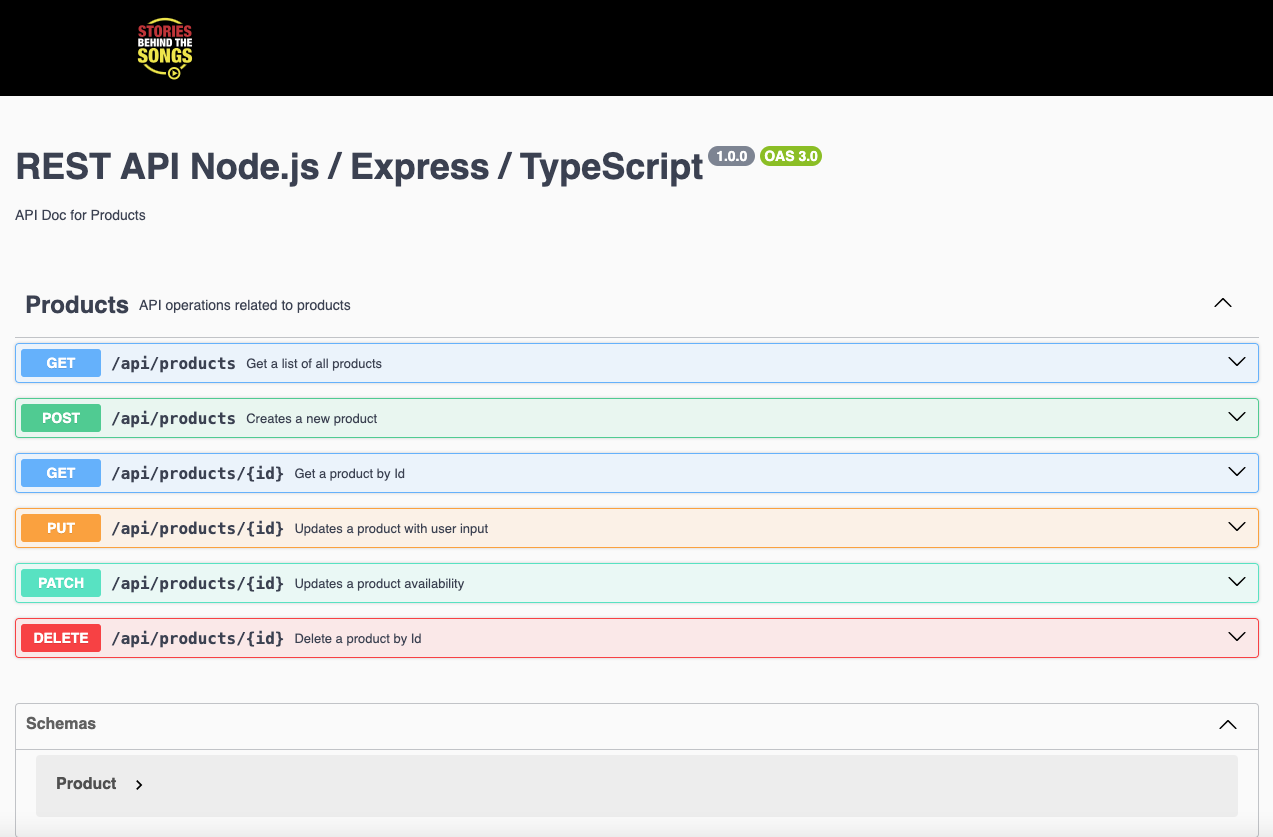 STORIES
BEHIND THE
SONGS
REST API Node.js / Express / TypeScript 1.0.0 OAS 3.0
API Doc for Products
Products API operations related to products
GET /api/products Get a list of all products
POST /api/products Creates a new product
GET /api/products/{id} Get a product by Id
PUT /api/products/{id} Updates a product with user input
PATCH /api/products/{id} Updates a product availability
DELETE /api/products/{id} Delete a product by Id
Schemas
Product